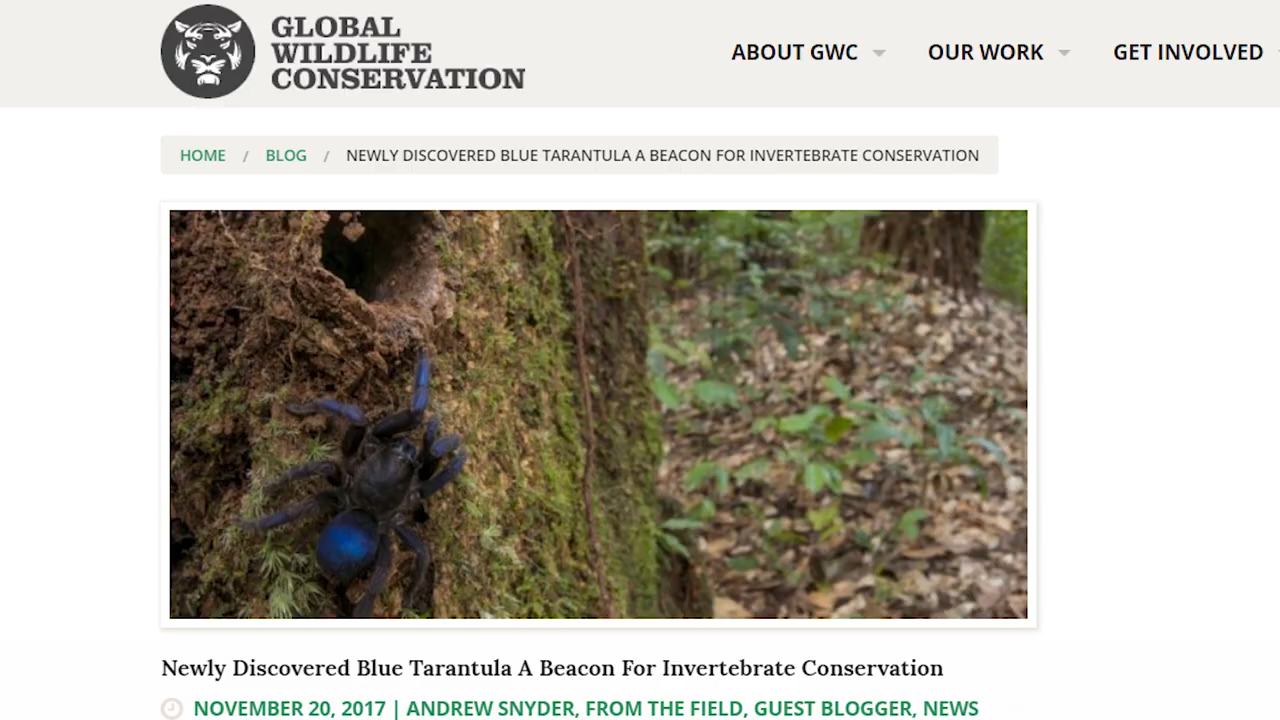 GLOBAL
WILDLIFE
CONSERVATION
ABOUT GWC OUR WORK GET INVOLVED
HOME / BLOG / NEWLY DISCOVERED BLUE TARANTULA A BEACON FOR INVERTEBRATE CONSERVATION
Newly Discovered Blue Tarantula A Beacon For Invertebrate Conservation
NOVEMBER 20, 2017 | ANDREW SNYDER, FROM THE FIELD, GUEST BLOGGER, NEWS